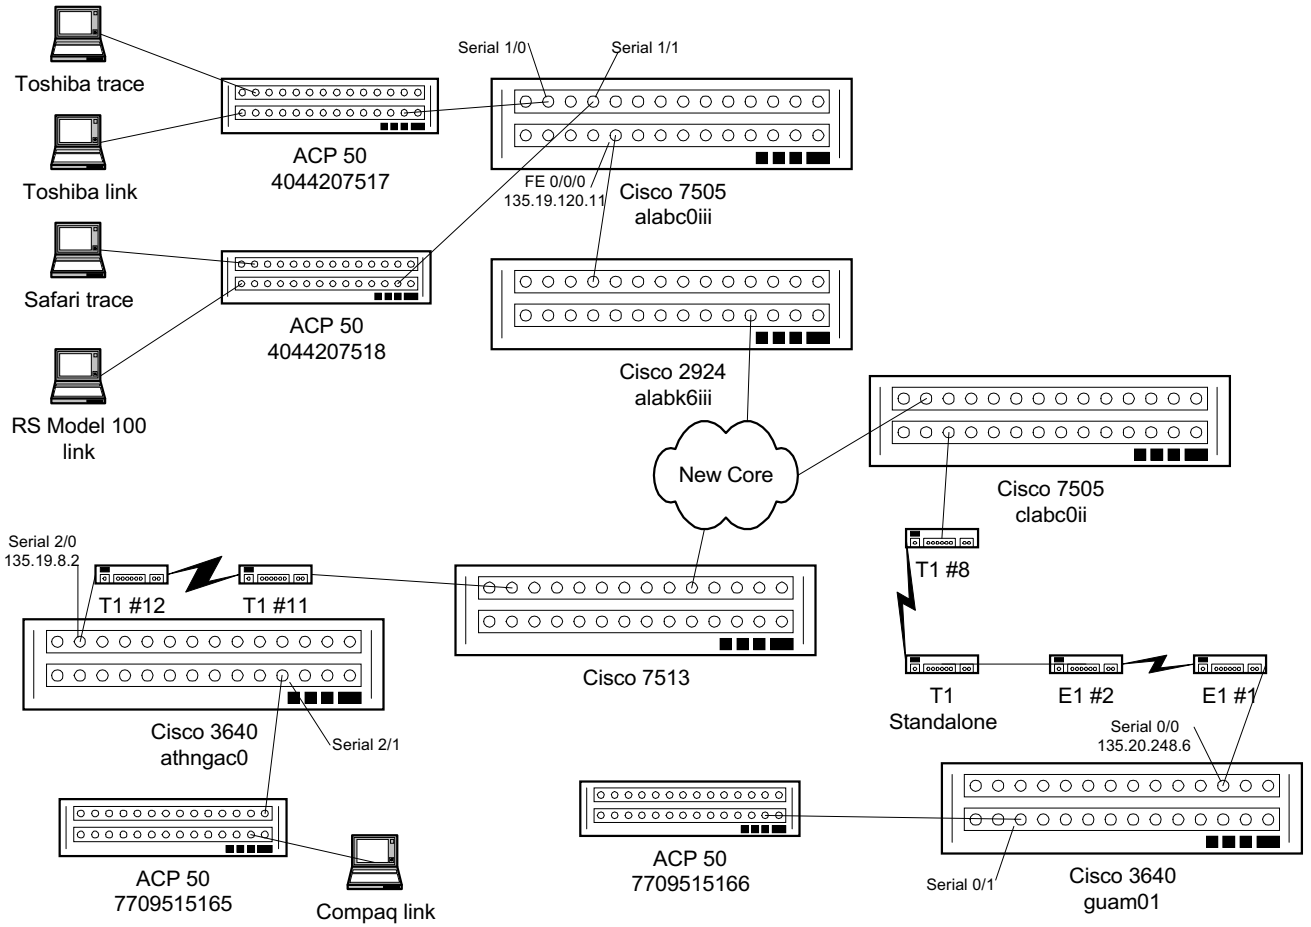 Toshiba trace
Toshiba link
Safari trace
RS Model 100
link
ACP 50
4044207517
ACP 50
4044207518
Serial 1/0
Serial 1/1
FE 0/0/0
135.19.120.11
Cisco 7505
alabc0iii
Cisco 2924
alabk6iii
New Core
Cisco 7505
clabc0ii
T1 #8
T1
Standalone
E1 #2
E1 #1
Serial 0/0
135.20.248.6
Serial 2/0
135.19.8.2
T1 #12
T1 #11
Cisco 7513
Cisco 3640
athngac0
Serial 2/1
ACP 50
7709515165
Compaq link
ACP 50
7709515166
Serial 0/1
Cisco 3640
guam01